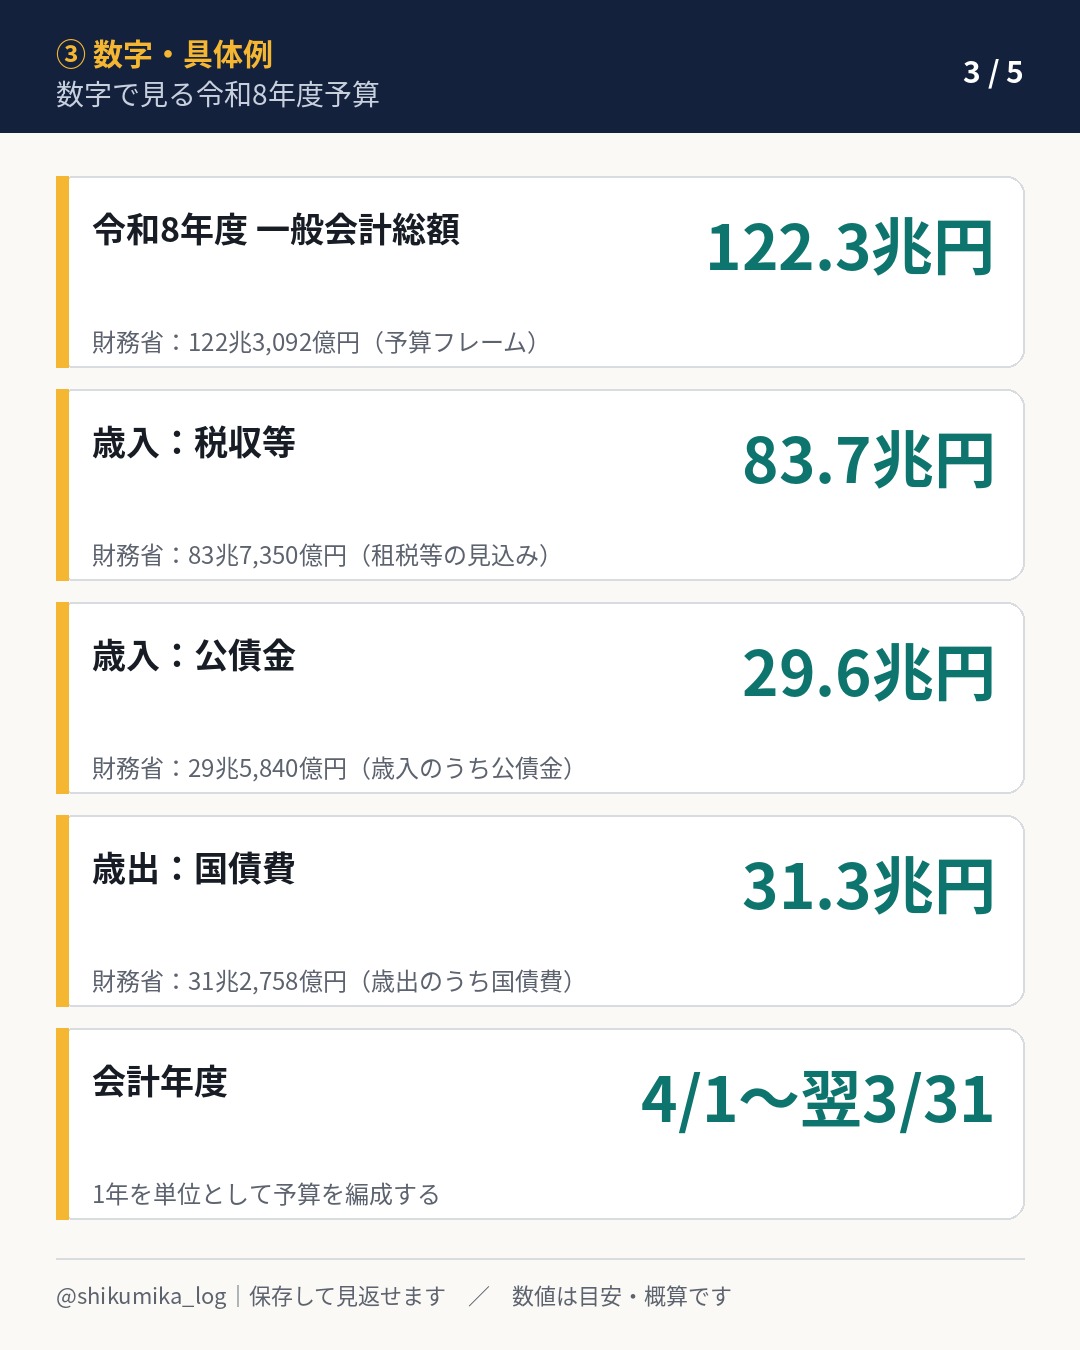 ③ 数字・具体例
数字で見る令和8年度予算
3 / 5
令和8年度 一般会計総額
122.3兆円
財務省：122兆3,092億円（予算フレーム）
歳入：税収等
83.7兆円
財務省：83兆7,350億円（租税等の見込み）
歳入：公債金
29.6兆円
財務省：29兆5,840億円（歳入のうち公債金）
歳出：国債費
31.3兆円
財務省：31兆2,758億円（歳出のうち国債費）
会計年度
4/1〜翌3/31
1年を単位として予算を編成する
@shikumika_log｜保存して見返せます　／　数値は目安・概算です